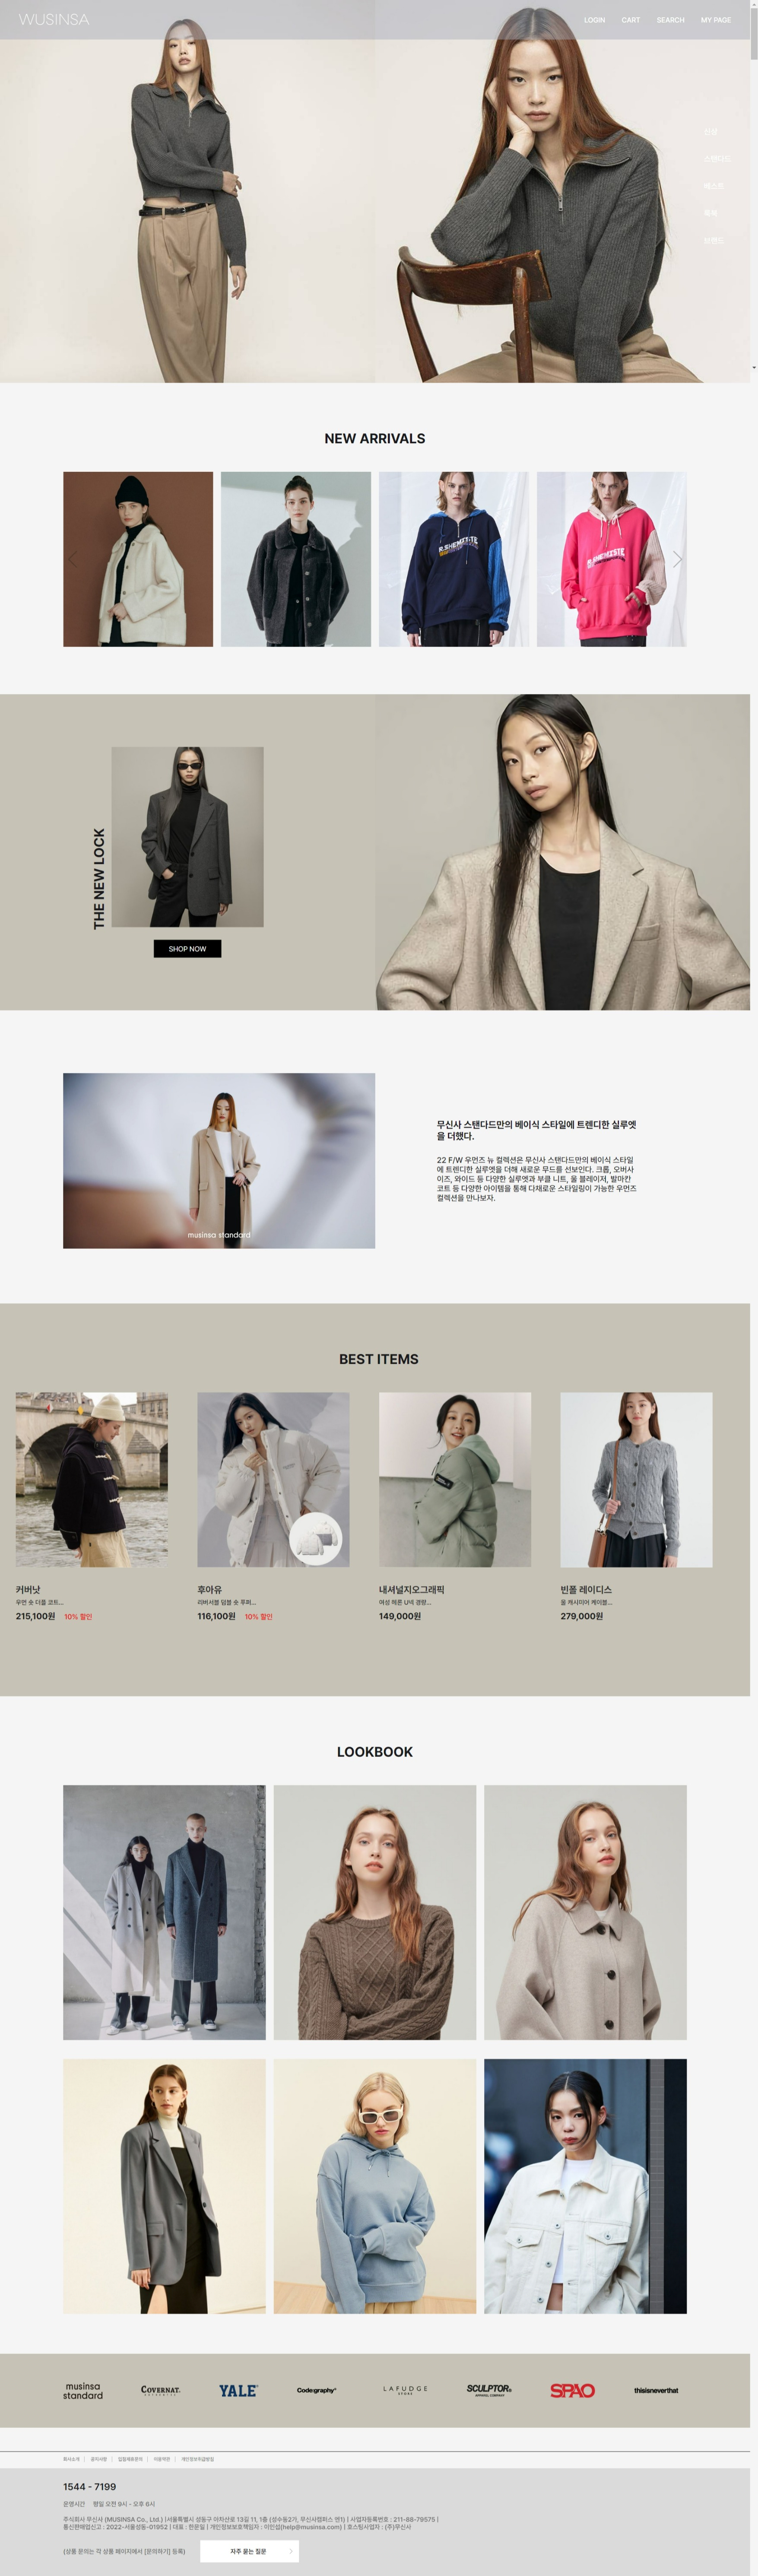 WUSINSA
LOGIN CART SEARCH MY PAGE
신상
스탠다드
베스트
룩북
브랜드
NEW ARRIVALS
THE NEW LOCK
SHOP NOW
musinsa standard
무신사 스탠다드만의 베이식 스타일에 트렌디한 실루엣
을 더했다.
22 F/W 우먼즈 뉴 컬렉션은 무신사 스탠다드만의 베이식 스타일
에 트렌디한 실루엣을 더해 새로운 무드를 선보인다. 크롭, 오버사
이즈, 와이드 등 다양한 실루엣과 부클 니트, 울 블레이저, 발마칸
코트 등 다양한 아이템을 통해 다채로운 스타일링이 가능한 우먼즈
컬렉션을 만나보자.
BEST ITEMS
커버낫
우먼 숏 더플 코트...
215,100원 10% 할인
후아유
리버서블 덤블 숏 푸퍼...
116,100원 10% 할인
내셔널지오그래픽
여성 헤론 U넥 경량...
149,000원
빈폴 레이디스
울 캐시미어 케이블...
279,000원
LOOKBOOK
musinsa
standard
COVERNAT.
AUTHENTIC
YALE
Code:graphy
LAFUDGE
STORE
SCULPTOR
APPAREL COMPANY
SPAO
thisisneverthat
회사소개 | 공지사항 | 입점제휴문의 | 이용약관 | 개인정보취급방침
1544 - 7199
운영시간 평일 오전 9시 - 오후 6시
주식회사 무신사 (MUSINSA Co., Ltd.) |서울특별시 성동구 아차산로 13길 11, 1층 (성수동2가, 무신사캠퍼스 엔1) | 사업자등록번호 : 211-88-79575 |
통신판매업신고 : 2022-서울성동-01952 | 대표 : 한문일 | 개인정보보호책임자 : 이인섭(help@musinsa.com) | 호스팅사업자 : (주)무신사
(상품 문의는 각 상품 페이지에서 [문의하기] 등록)
자주 묻는 질문